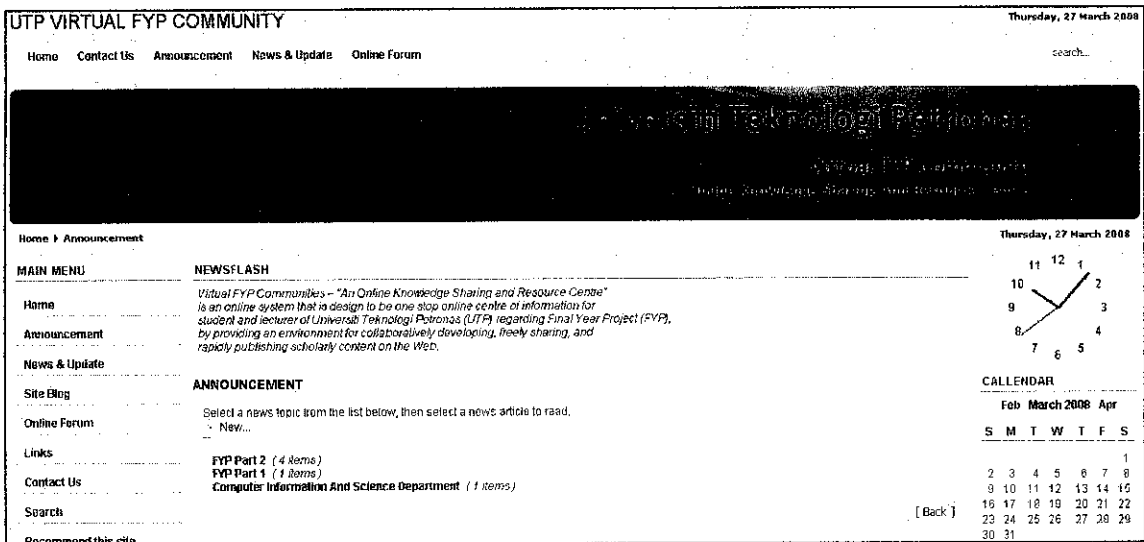 UTP VIRTUAL FYP COMMUNITY
Thursday, 27 March 2008
Home Contact Us Announcement News & Update Online Forum
search...
Teknologi Petronas
Home Announcement
Thursday, 27 March 2008
MAIN MENU
Home
Announcement
News & Update
Site Blog
Online Forum
Links
Contact Us
Search
Recommend this site
NEWSFLASH
Virtual FYP Communities – "An Online Knowledge Sharing and Resource Centre"
is an online system that is design to be one stop online centre of information for
student and lecturer of Universiti Teknologi Petronas (UTP) regarding Final Year Project (FYP),
by providing an environment for collaboratively developing, freely sharing, and
rapidly publishing scholarly content on the Web.
ANNOUNCEMENT
Select a news topic from the list below, then select a news article to read.
New...
FYP Part 2 (4 items)
FYP Part 1 (1 items)
Computer Information And Science Department (1 items)
[ Back ]
12 1 2 3 4 5 6 7 8 9 10 11
CALLENDAR
Feb March 2008 Apr
S M T W T F S
1
2 3 4 5 6 7 8
9 10 11 12 13 14 15
16 17 18 19 20 21 22
23 24 25 26 27 28 29
30 31